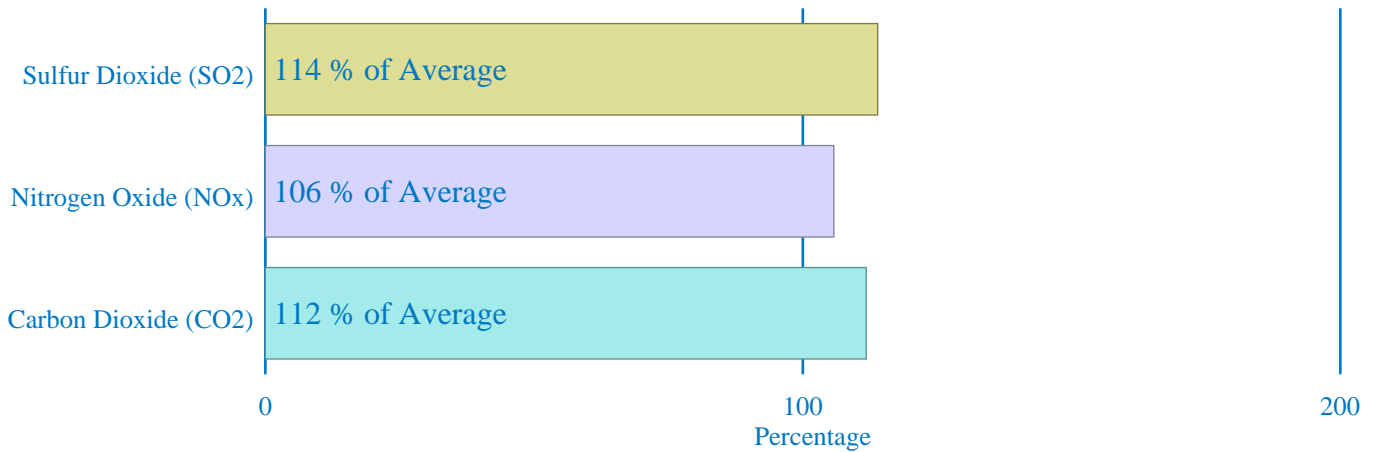 Sulfur Dioxide (SO2)
114 % of Average
Nitrogen Oxide (NOx)
106 % of Average
Carbon Dioxide (CO2)
112 % of Average
0
100
200
Percentage